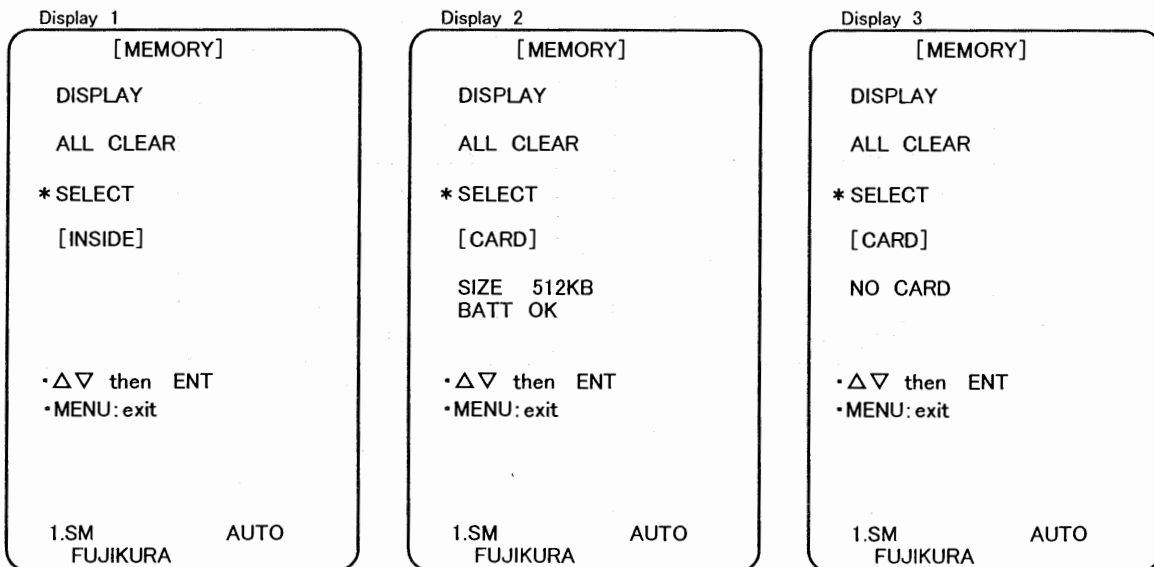 Display 1
[MEMORY]
DISPLAY
ALL CLEAR
* SELECT
[INSIDE]
・△▽ then ENT
・MENU: exit
1.SM AUTO
FUJIKURA
Display 2
[MEMORY]
DISPLAY
ALL CLEAR
* SELECT
[CARD]
SIZE 512KB
BATT OK
・△▽ then ENT
・MENU: exit
1.SM AUTO
FUJIKURA
Display 3
[MEMORY]
DISPLAY
ALL CLEAR
* SELECT
[CARD]
NO CARD
・△▽ then ENT
・MENU: exit
1.SM AUTO
FUJIKURA